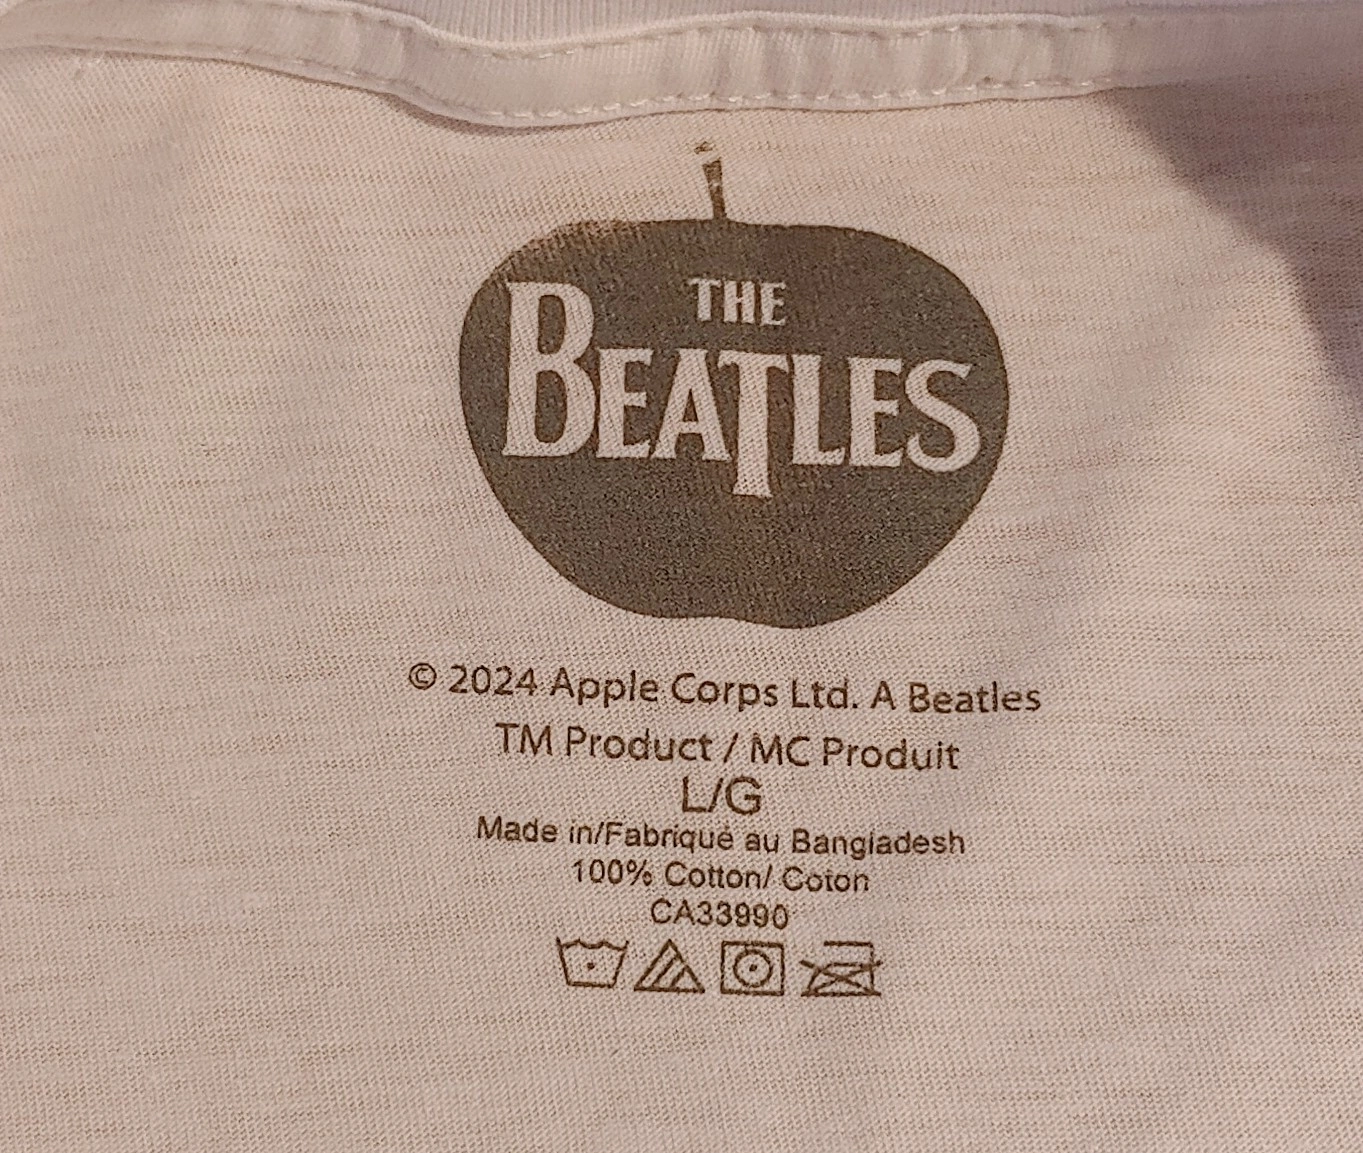 THE
BEATLES
© 2024 Apple Corps Ltd. A Beatles
TM Product / MC Produit
L/G
Made in/Fabriqué au Bangladesh
100% Cotton/ Coton
CA33990